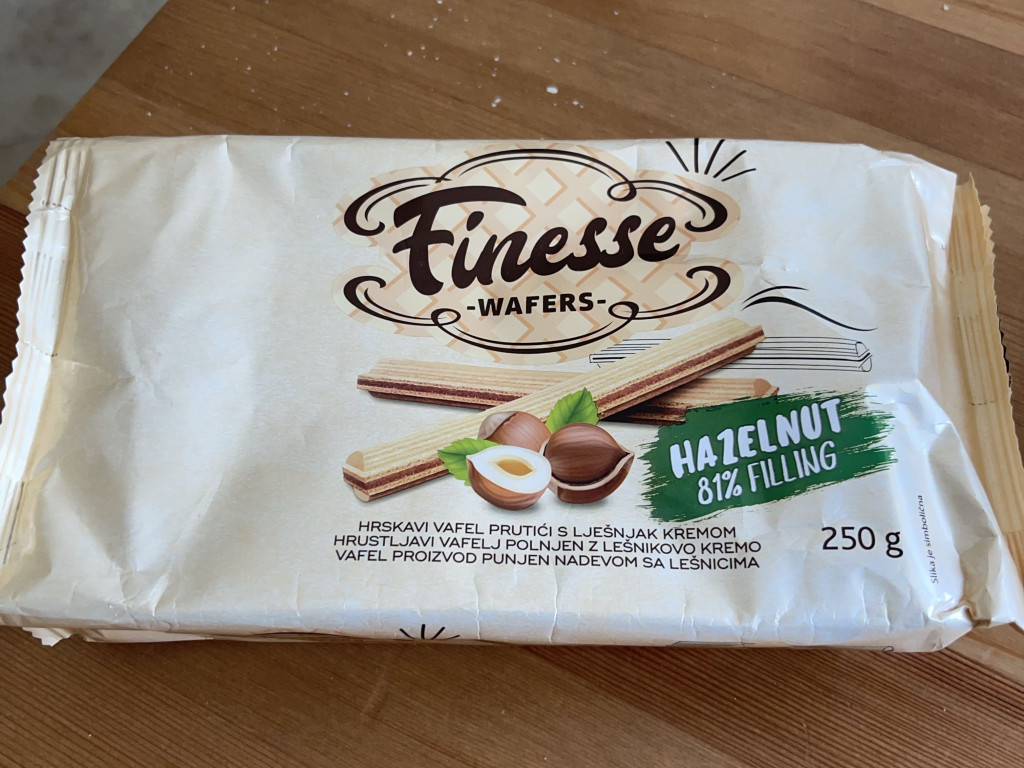 Finesse
-WAFERS-
HAZELNUT
81% FILLING
HRSKAVI VAFEL PRUTIĆI S LJEŠNJAK KREMOM
HRUSTLJAVI VAFELJ POLNJEN Z LEŠNIKOVO KREMO
VAFEL PROIZVOD PUNJEN NADEVOM SA LEŠNICIMA
250 g
Slika je simbolična